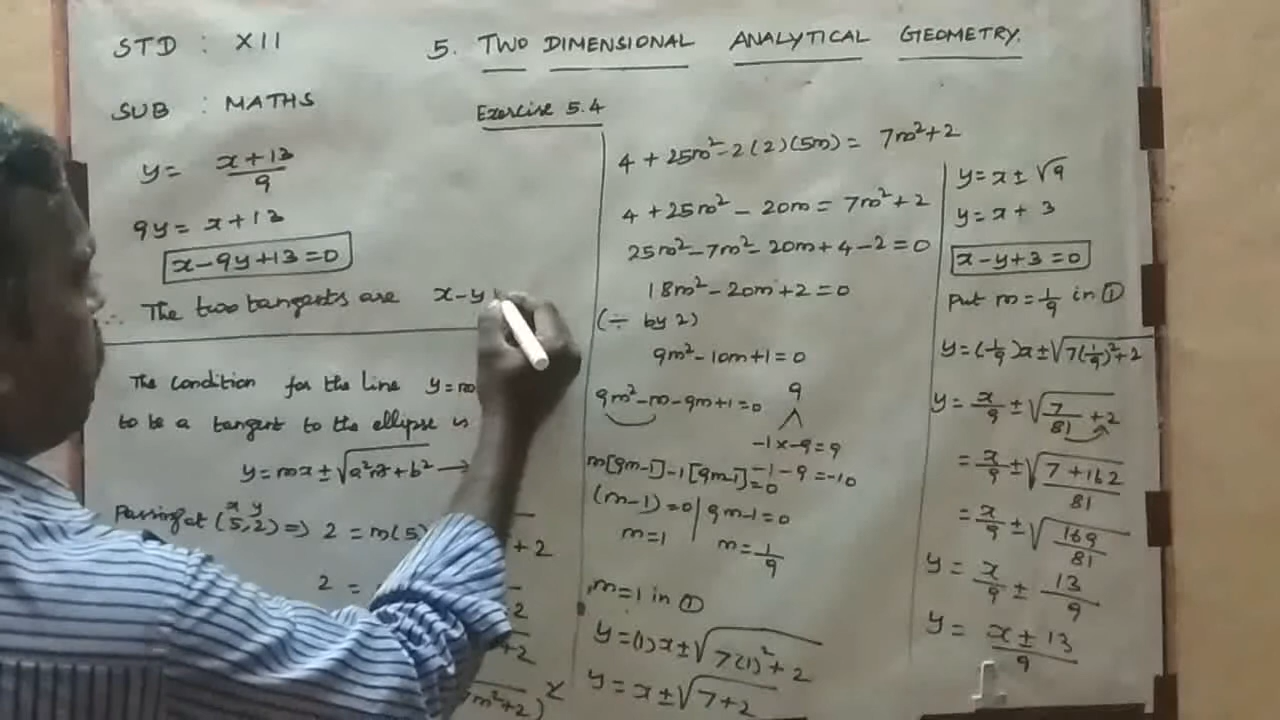 STD : XII
5. TWO DIMENSIONAL ANALYTICAL GEOMETRY.
SUB : MATHS
Exercise 5.4
y = x+13 / 9
9y = x+13
x-9y+13=0
∴ The two tangents are x-y
The condition for the line y=m
to be a tangent to the ellipse is
y=mx±√a²m²+b² →
Passing at (5,2) => 2 = m(5)
x y
+2
2 =
+2
7m²+2)²
4+25m²-2(2)(5m) = 7m²+2
4+25m²-20m = 7m²+2
25m²-7m²-20m+4-2=0
18m²-20m+2=0
(÷ by 2)
9m²-10m+1=0
9m²-m-9m+1=0
9
-1×-9=9
-1-9=-10
m[9m-1]-1[9m-1]=0
(m-1)=0 | 9m-1=0
m=1 | m=1/9
m=1 in ①
y=(1)x±√7(1)²+2
y=x±√7+2
y=x±√9
y=x+3
x-y+3=0
Put m=1/9 in ①
y=(1/9)x±√7(1/9)²+2
y=x/9±√7/81+2
=x/9±√7+162/81
=x/9±√169/81
y=x/9±13/9
y=x±13/9